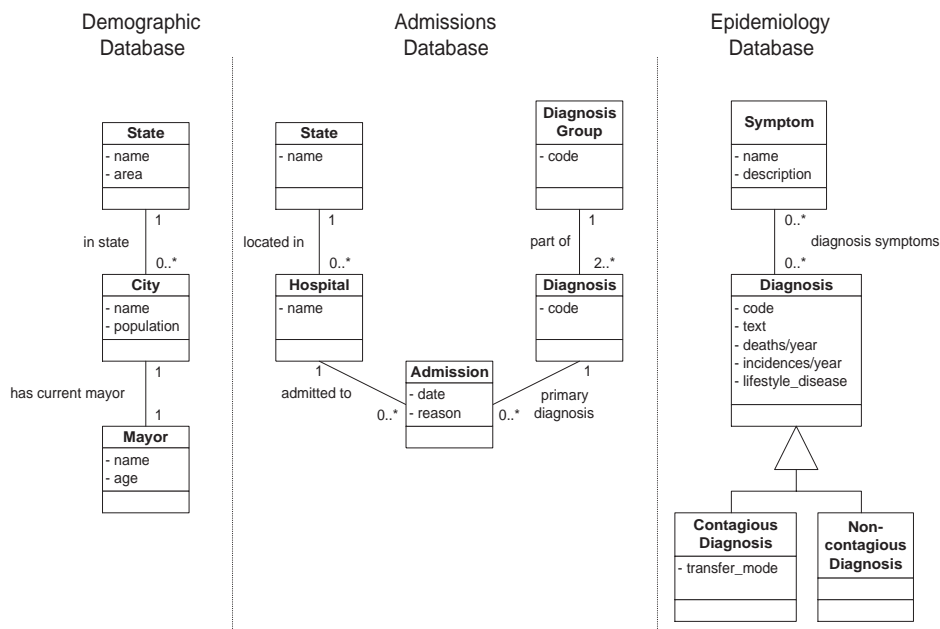 Demographic
Database
Admissions
Database
Epidemiology
Database
State
- name
- area
1
in state
0..*
City
- name
- population
1
has current mayor
1
Mayor
- name
- age
State
- name
1
located in
0..*
Hospital
- name
1
admitted to
0..*
Admission
- date
- reason
Diagnosis
Group
- code
1
part of
2..*
Diagnosis
- code
1
primary
diagnosis
0..*
Symptom
- name
- description
0..*
diagnosis symptoms
0..*
Diagnosis
- code
- text
- deaths/year
- incidences/year
- lifestyle_disease
Contagious
Diagnosis
- transfer_mode
Non-
contagious
Diagnosis